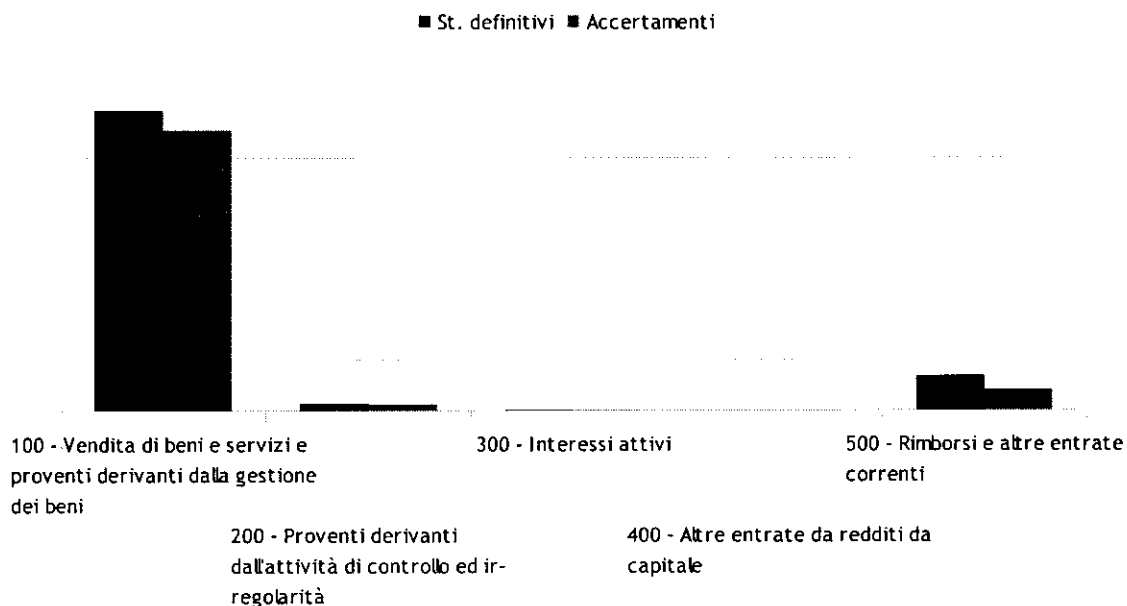 St. definitivi Accertamenti
100 - Vendita di beni e servizi e
proventi derivanti dalla gestione
dei beni
200 - Proventi derivanti
dall'attività di controllo ed ir-
regolarità
300 - Interessi attivi
400 - Altre entrate da redditi da
capitale
500 - Rimborsi e altre entrate
correnti